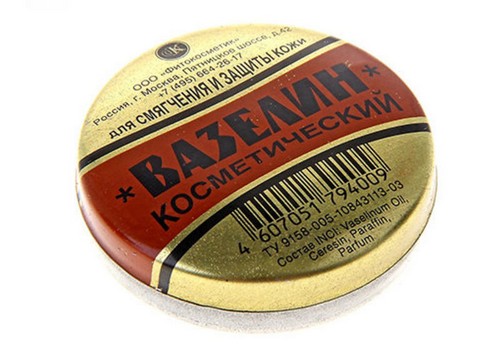 К
ООО «Фитокосметик»
Россия, г. Москва, Пятницкое шоссе, д.42
+7 (495) 664-26-17
ДЛЯ СМЯГЧЕНИЯ И ЗАЩИТЫ КОЖИ
* ВАЗЕЛИН *
КОСМЕТИЧЕСКИЙ
4 607051 794009
ТУ 9158-005-10843113-03
Состав INCI: Vaselinum Oil,
Ceresin, Paraffin,
Parfum